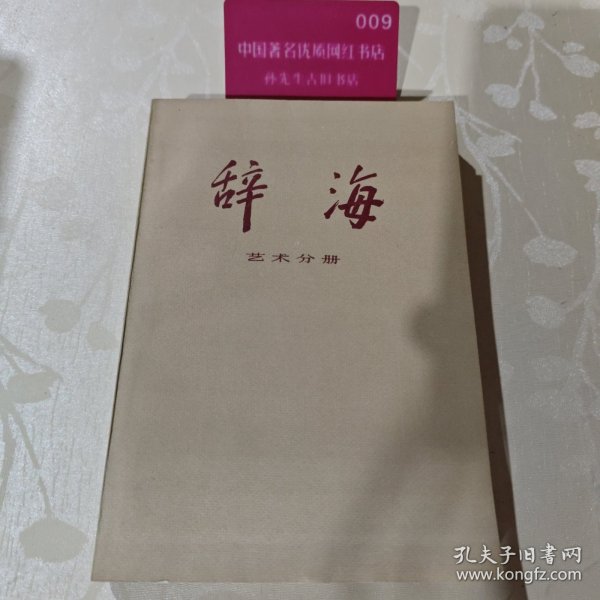 009
中国著名优质网红书店
孙先生古旧书店
辞海
艺术分册
孔夫子旧书网
www.kongfz.com